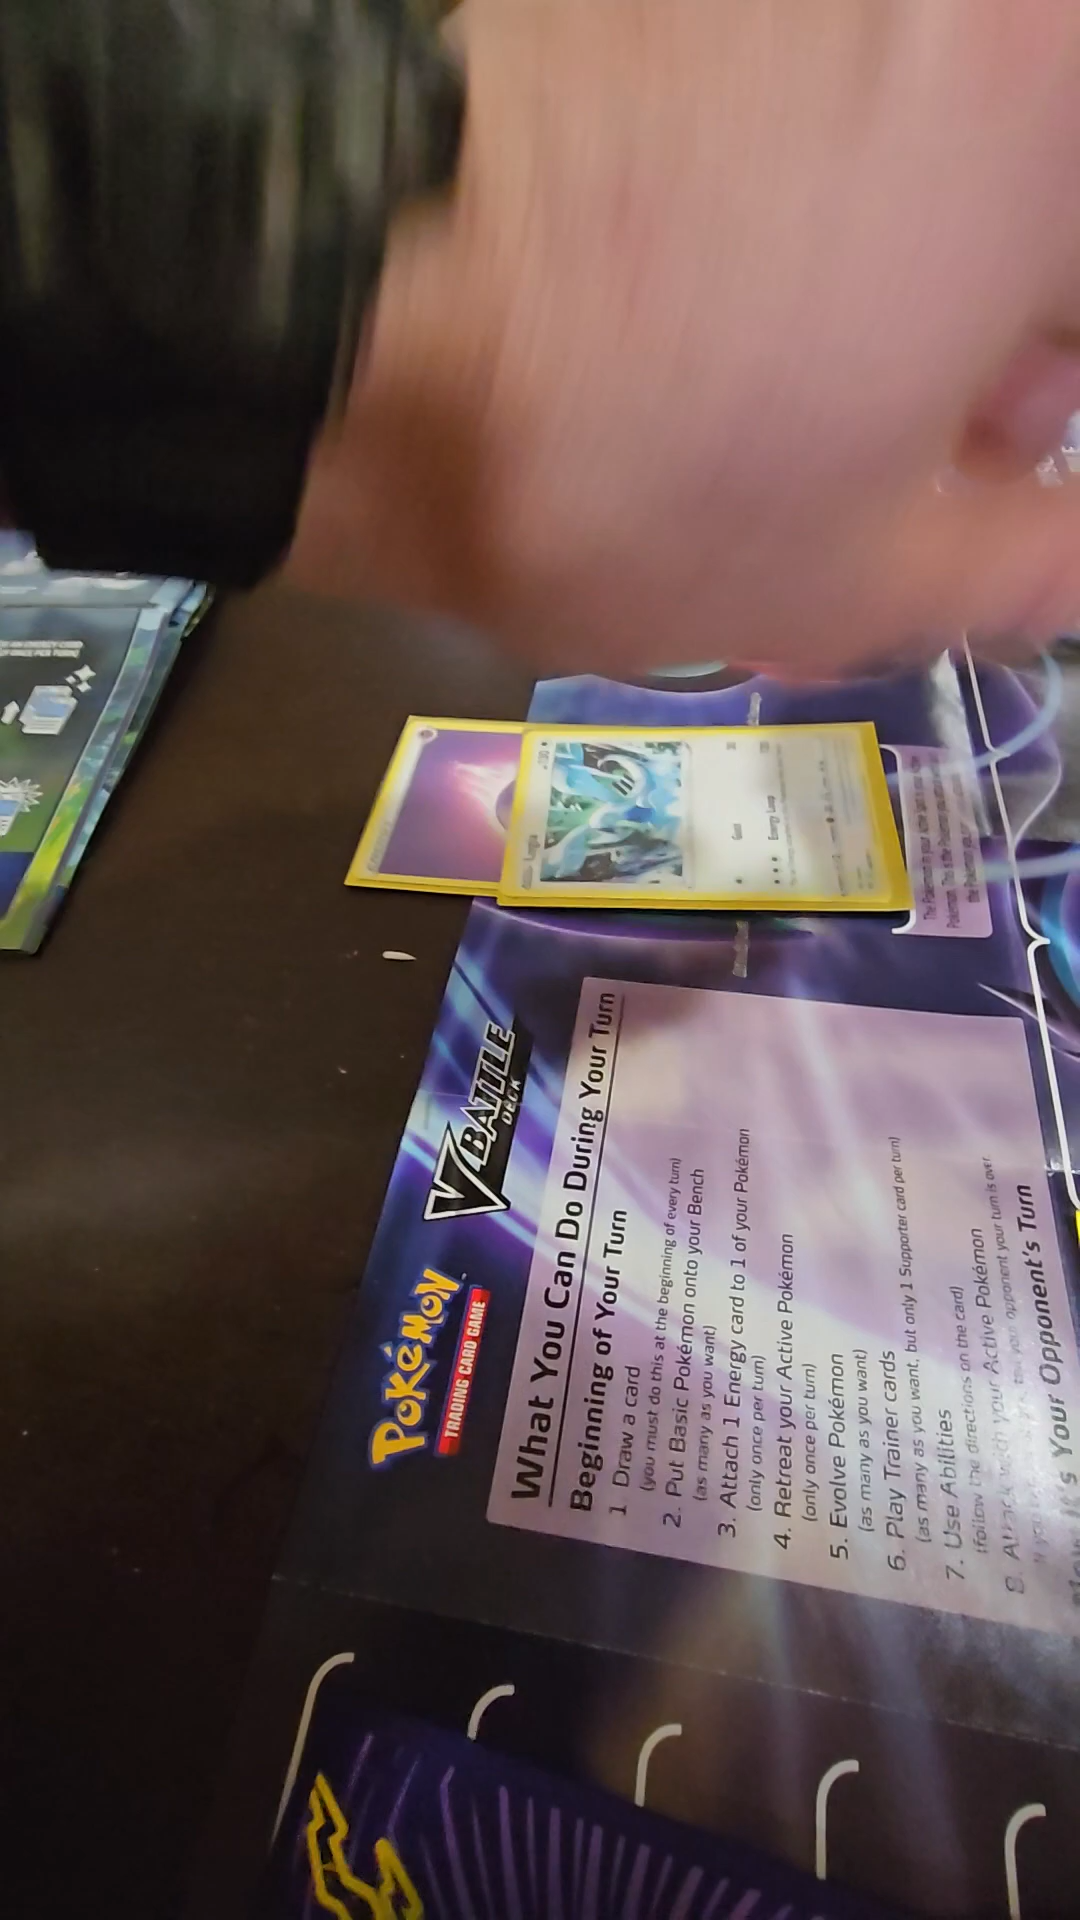 Pokémon
TRADING CARD GAME
V BATTLE
DECK
What You Can Do During Your Turn
Beginning of Your Turn
1. Draw a card
(you must do this at the beginning of every turn)
2. Put Basic Pokémon onto your Bench
(as many as you want)
3. Attach 1 Energy card to 1 of your Pokémon
(only once per turn)
4. Retreat your Active Pokémon
(only once per turn)
5. Evolve Pokémon
(as many as you want)
6. Play Trainer cards
(as many as you want, but only 1 Supporter card per turn)
7. Use Abilities
(follow the directions on the card)
8. Attack with your Active Pokémon
your turn is over
It's Your Opponent's Turn
Lugia
Gust
Energy Loop